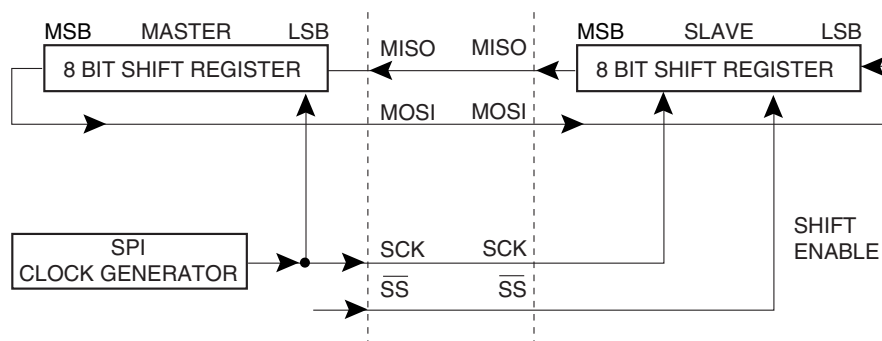 MSB MASTER LSB
MISO MISO
MSB SLAVE LSB
8 BIT SHIFT REGISTER
8 BIT SHIFT REGISTER
MOSI MOSI
SHIFT
ENABLE
SPI
CLOCK GENERATOR
SCK SCK
SS SS